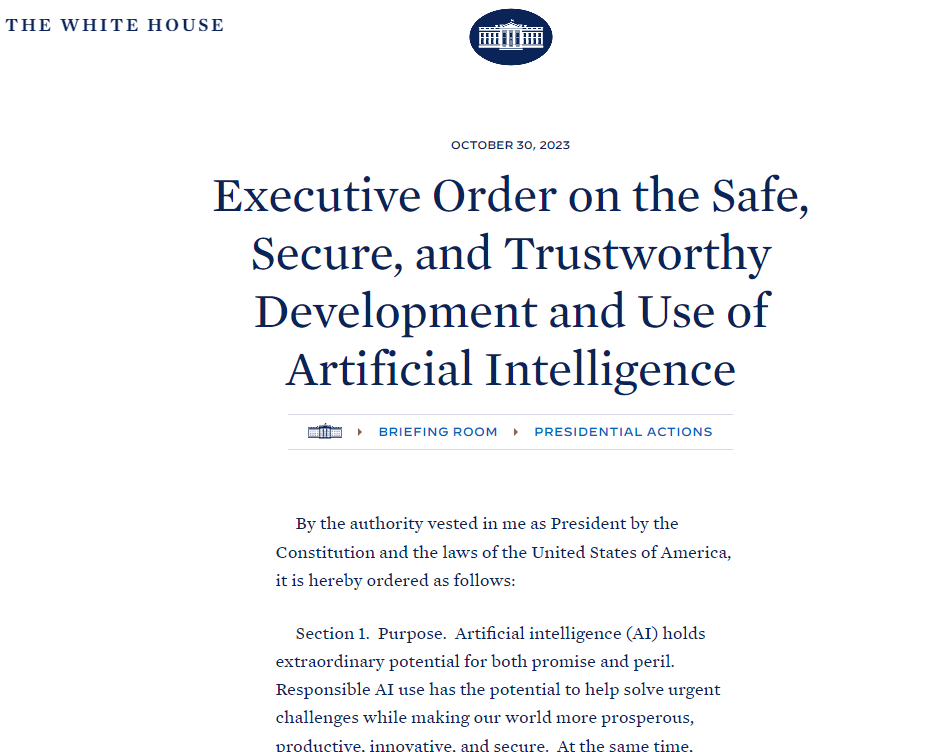 THE WHITE HOUSE
OCTOBER 30, 2023
Executive Order on the Safe,
Secure, and Trustworthy
Development and Use of
Artificial Intelligence
BRIEFING ROOM PRESIDENTIAL ACTIONS
By the authority vested in me as President by the
Constitution and the laws of the United States of America,
it is hereby ordered as follows:
Section 1.  Purpose.  Artificial intelligence (AI) holds
extraordinary potential for both promise and peril.
Responsible AI use has the potential to help solve urgent
challenges while making our world more prosperous,
productive, innovative, and secure.  At the same time,